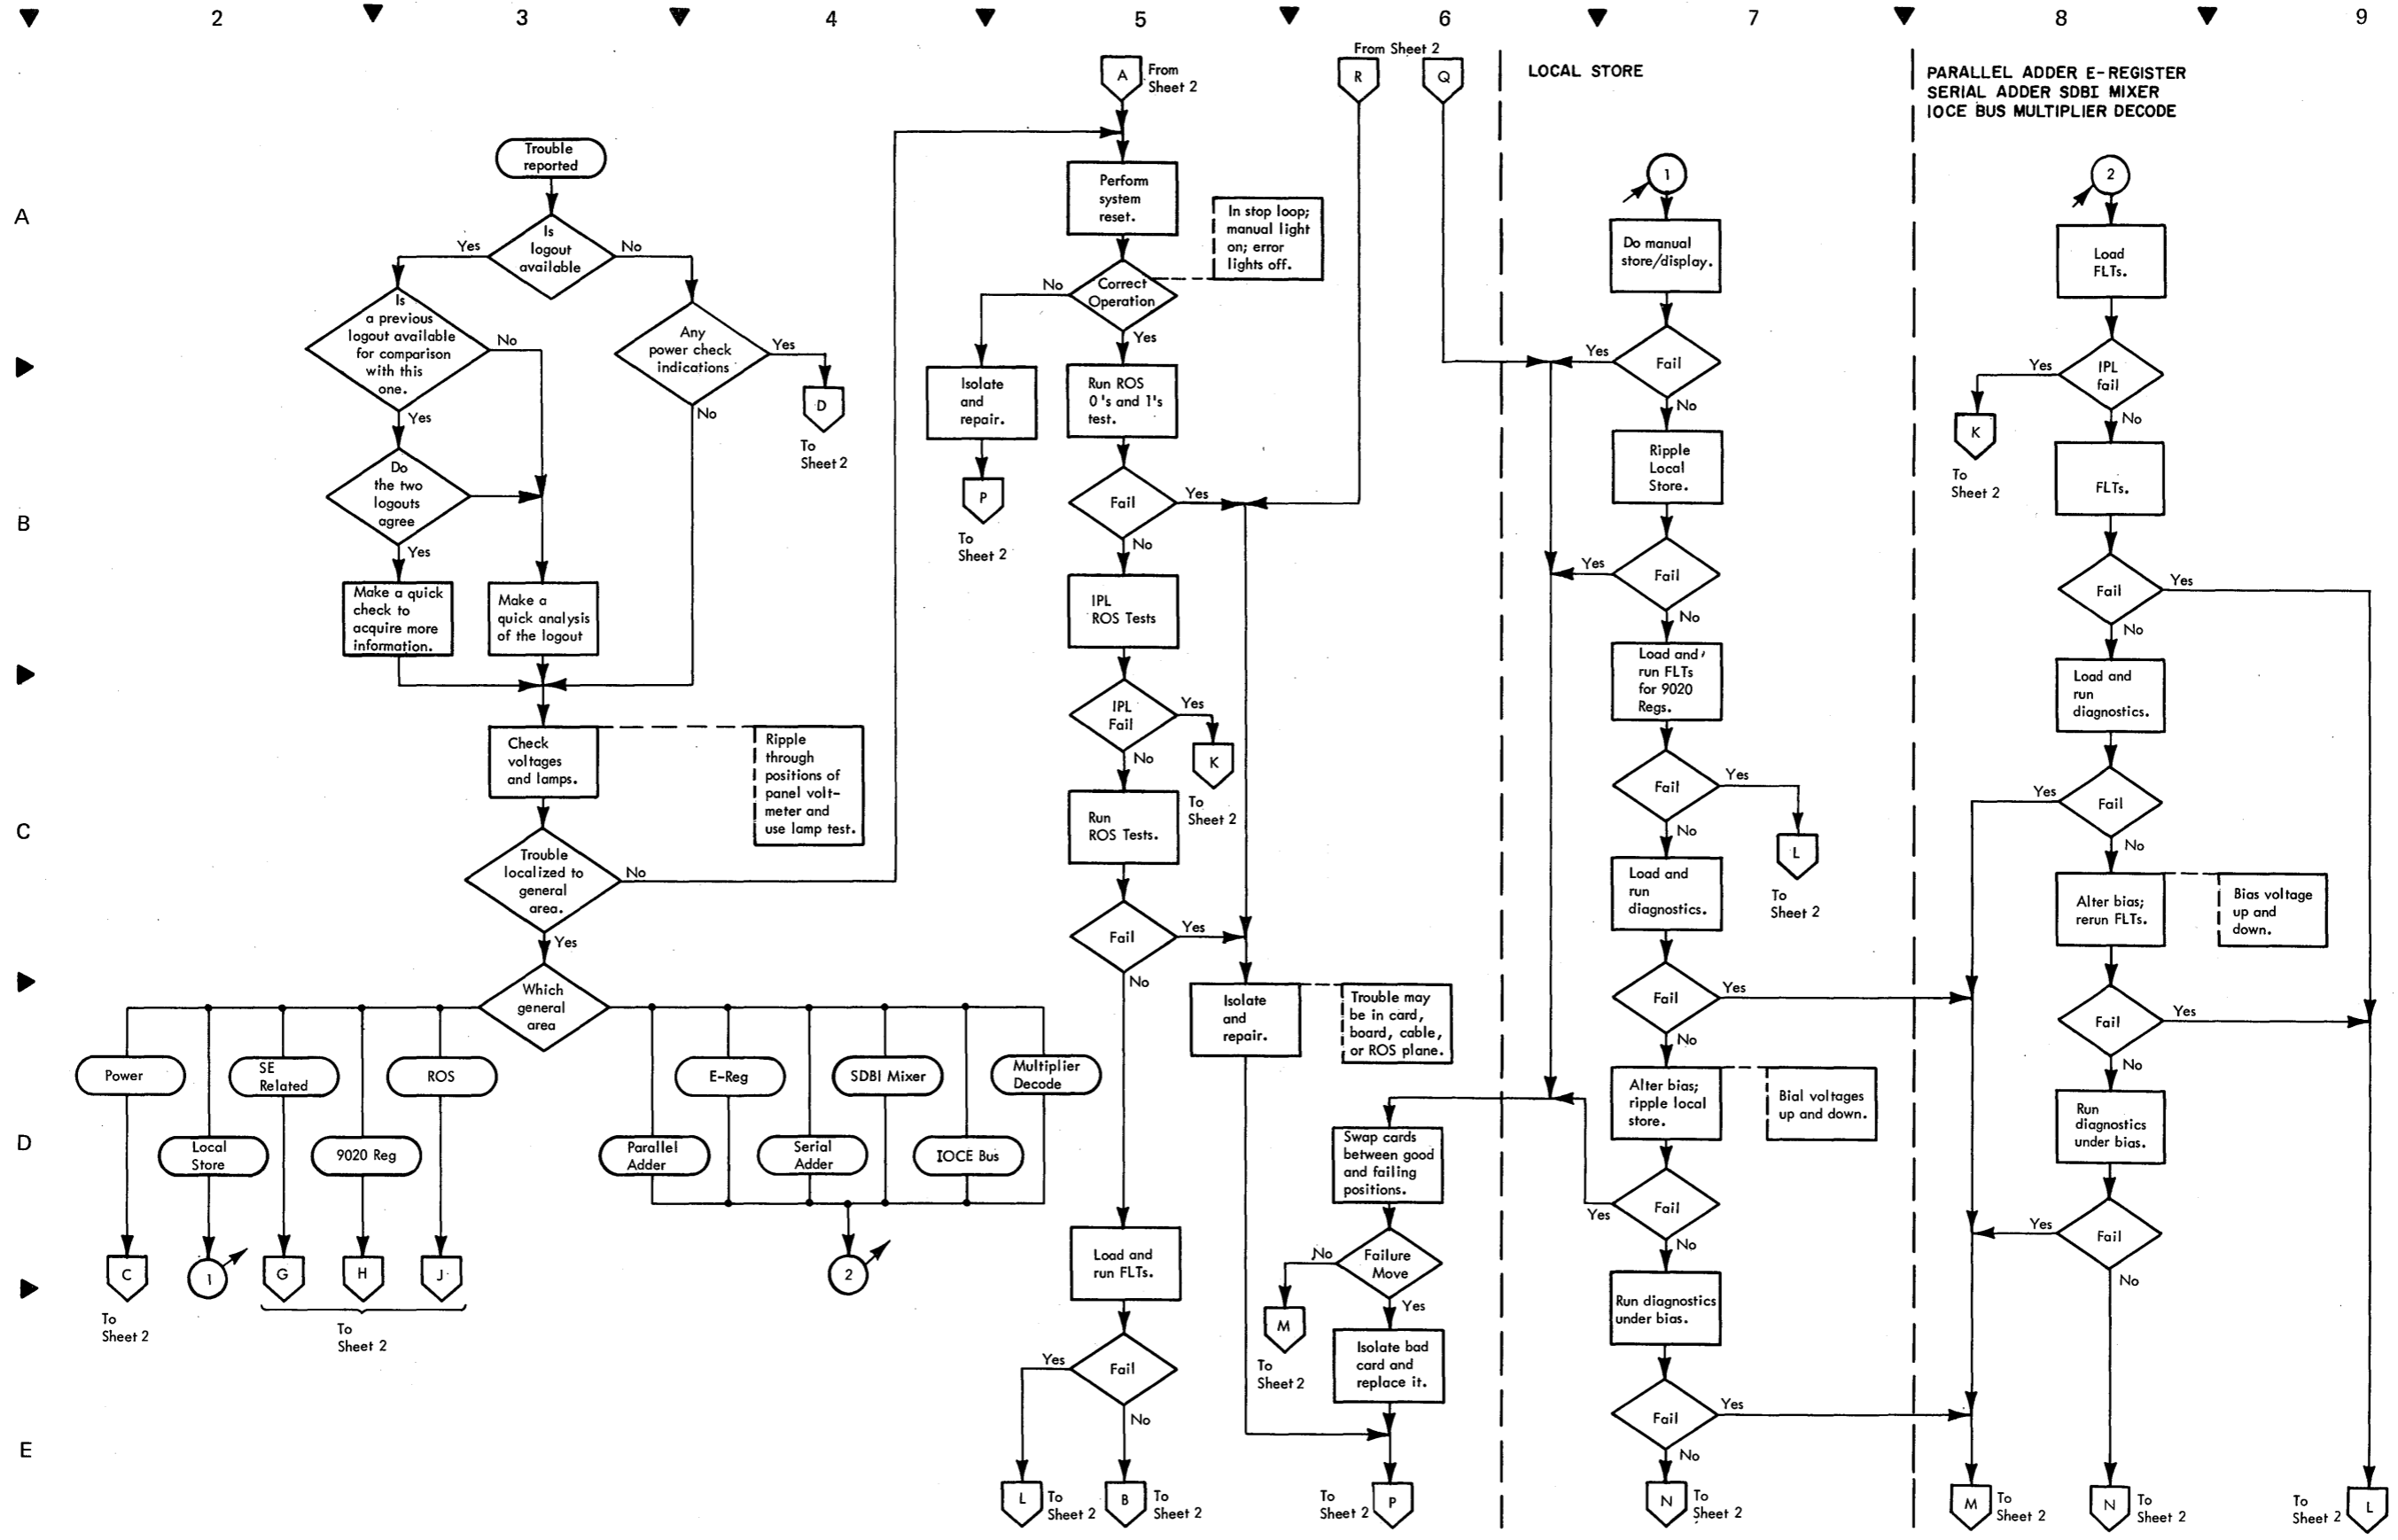 2
3
4
5
6
7
8
9
A
B
C
D
E
Trouble
reported
Is
logout
available
Yes
No
Is
a previous
logout available
for comparison
with this
one.
No
Yes
Any
power check
indications
Yes
No
D
To
Sheet 2
Do
the two
logouts
agree
Yes
Make a quick
check to
acquire more
information.
Make a
quick analysis
of the logout
Check
voltages
and lamps.
Ripple
through
positions of
panel volt-
meter and
use lamp test.
Trouble
localized to
general
area.
No
Yes
Which
general
area
Power
SE
Related
ROS
Local
Store
9020 Reg
E-Reg
SDBI Mixer
Multiplier
Decode
Parallel
Adder
Serial
Adder
IOCE Bus
C
1
G
H
J
2
To
Sheet 2
To
Sheet 2
A
From
Sheet 2
Perform
system
reset.
In stop loop;
manual light
on; error
lights off.
Correct
Operation
No
Yes
Isolate
and
repair.
P
To
Sheet 2
Run ROS
0's and 1's
test.
Fail
Yes
No
IPL
ROS Tests
IPL
Fail
Yes
No
K
To
Sheet 2
Run
ROS Tests.
Fail
Yes
No
Isolate
and
repair.
Trouble may
be in card,
board, cable,
or ROS plane.
Load and
run FLTs.
Fail
Yes
No
L
To
Sheet 2
B
To
Sheet 2
From Sheet 2
R
Q
Swap cards
between good
and failing
positions.
Failure
Move
No
Yes
M
To
Sheet 2
Isolate bad
card and
replace it.
To
Sheet 2
P
LOCAL STORE
1
Do manual
store/display.
Fail
Yes
No
Ripple
Local
Store.
Fail
Yes
No
Load and
run FLTs
for 9020
Regs.
Fail
Yes
No
L
To
Sheet 2
Load and
run
diagnostics.
Fail
Yes
No
Alter bias;
ripple local
store.
Bial voltages
up and down.
Fail
Yes
No
Run diagnostics
under bias.
Fail
Yes
No
N
To
Sheet 2
PARALLEL ADDER E-REGISTER
SERIAL ADDER SDBI MIXER
IOCE BUS MULTIPLIER DECODE
2
Load
FLTs.
IPL
fail
Yes
No
K
To
Sheet 2
FLTs.
Fail
Yes
No
Load and
run
diagnostics.
Fail
Yes
No
Alter bias;
rerun FLTs.
Bias voltage
up and
down.
Fail
Yes
No
Run
diagnostics
under bias.
Fail
Yes
No
M
To
Sheet 2
N
To
Sheet 2
To
Sheet 2
L